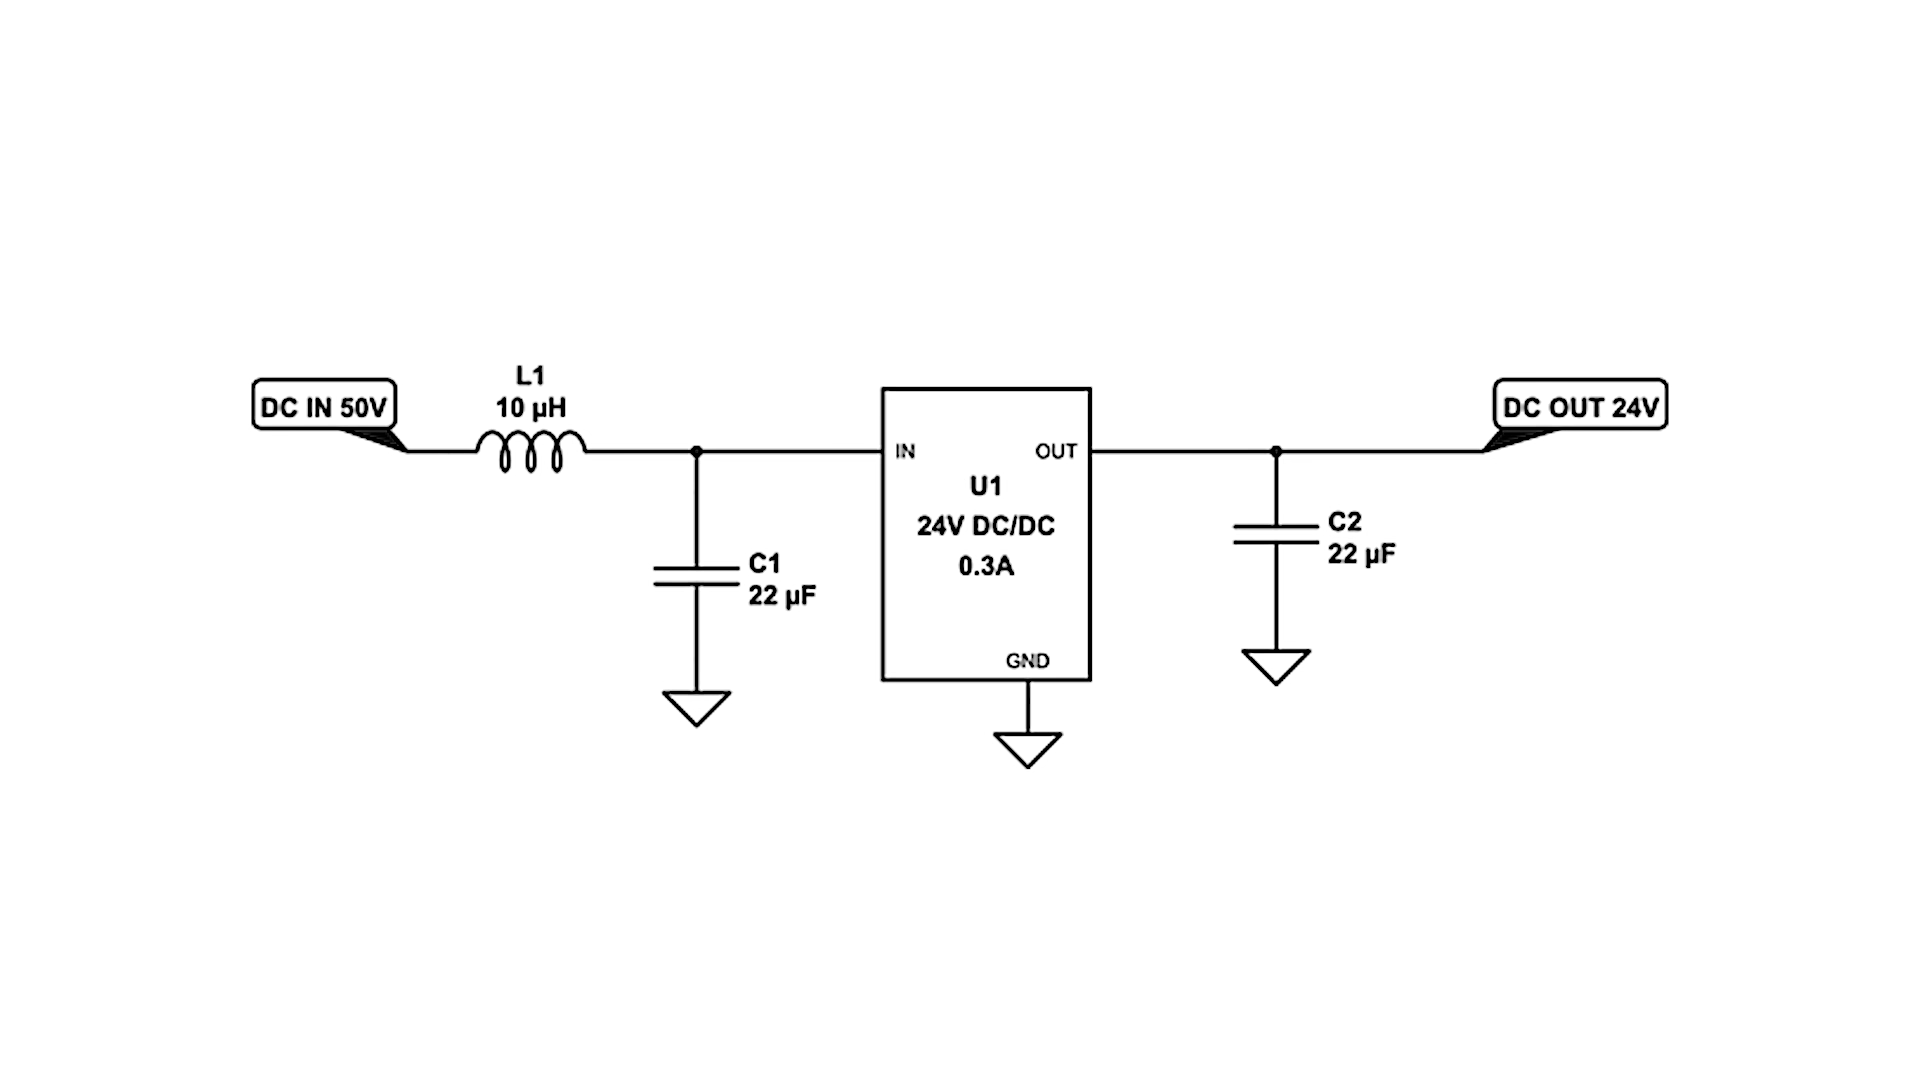 DC IN 50V
L1
10 µH
C1
22 µF
IN
OUT
U1
24V DC/DC
0.3A
GND
C2
22 µF
DC OUT 24V